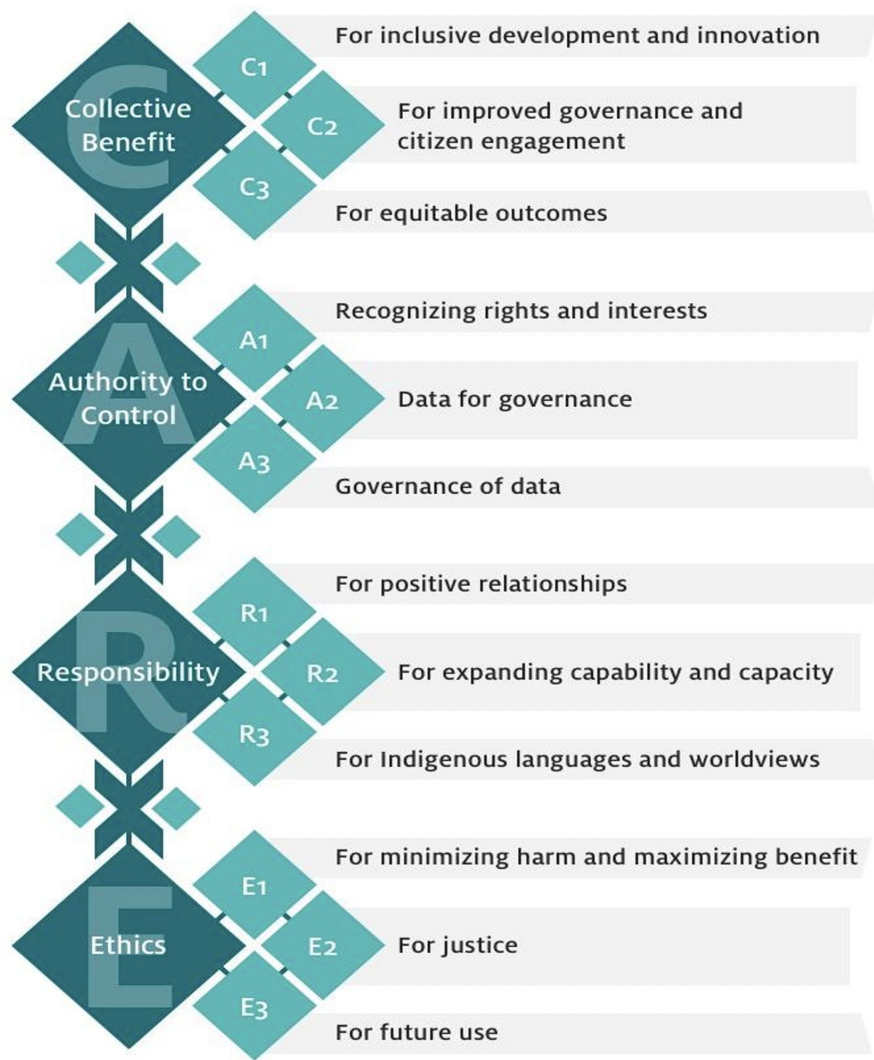 C
Collective
Benefit
C1
For inclusive development and innovation
C2
For improved governance and
citizen engagement
C3
For equitable outcomes
A
Authority to
Control
A1
Recognizing rights and interests
A2
Data for governance
A3
Governance of data
R
Responsibility
R1
For positive relationships
R2
For expanding capability and capacity
R3
For Indigenous languages and worldviews
E
Ethics
E1
For minimizing harm and maximizing benefit
E2
For justice
E3
For future use